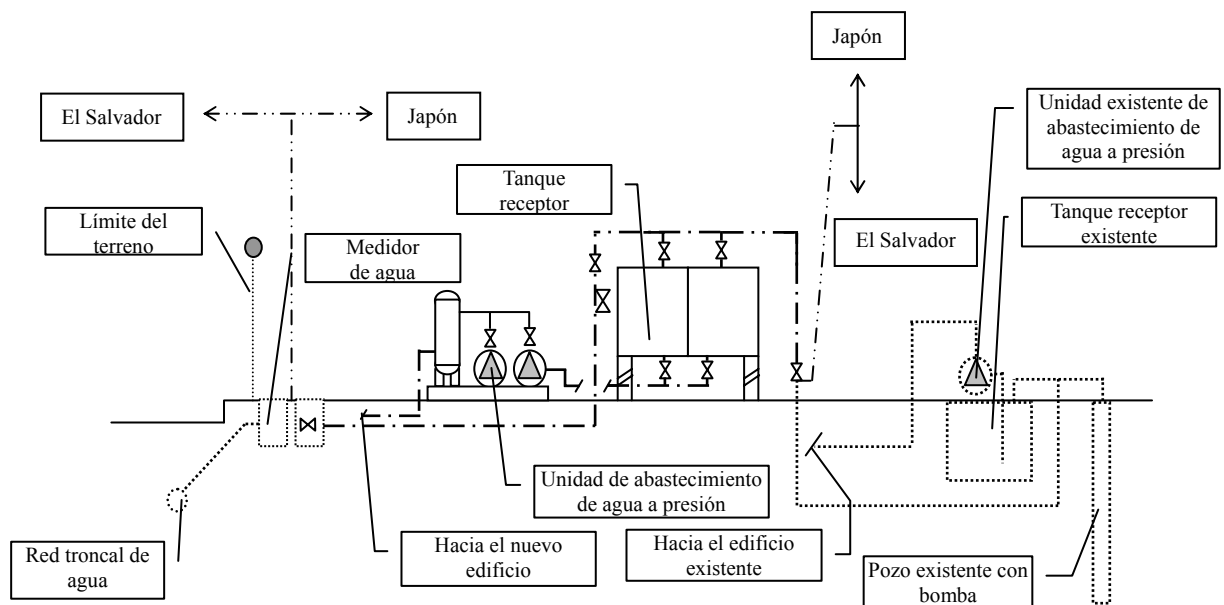 Japón
El Salvador
Japón
Unidad existente de
abastecimiento de
agua a presión
Tanque
receptor
Límite del
terreno
Medidor
de agua
El Salvador
Tanque receptor
existente
Unidad de abastecimiento
de agua a presión
Red troncal de
agua
Hacia el nuevo
edificio
Hacia el edificio
existente
Pozo existente con
bomba